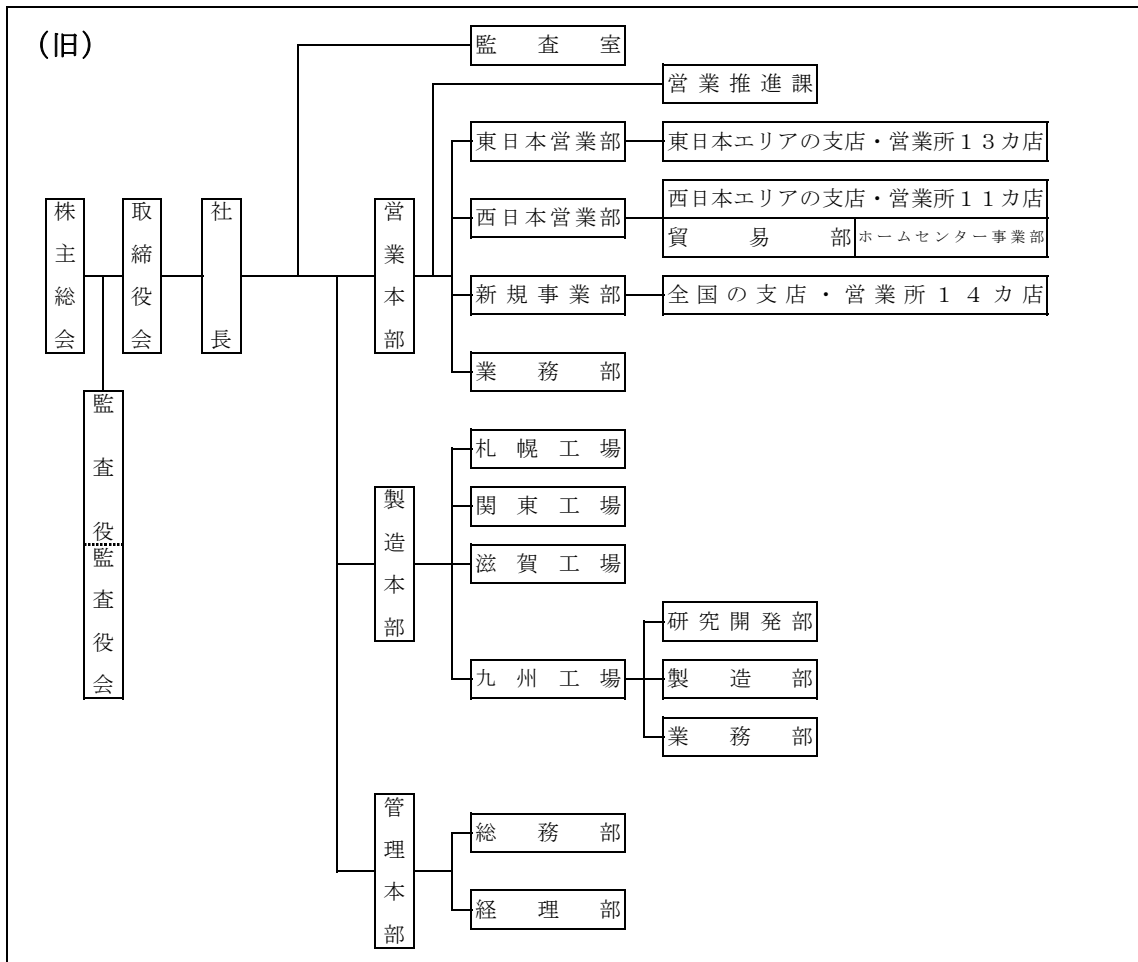 (旧)
監査室
営業推進課
東日本営業部
東日本エリアの支店・営業所13カ店
株主総会
取締役会
社長
営業本部
西日本営業部
西日本エリアの支店・営業所11カ店
貿易部
ホームセンター事業部
新規事業部
全国の支店・営業所14カ店
業務部
監査役
監査役会
製造本部
札幌工場
関東工場
滋賀工場
九州工場
研究開発部
製造部
業務部
管理本部
総務部
経理部